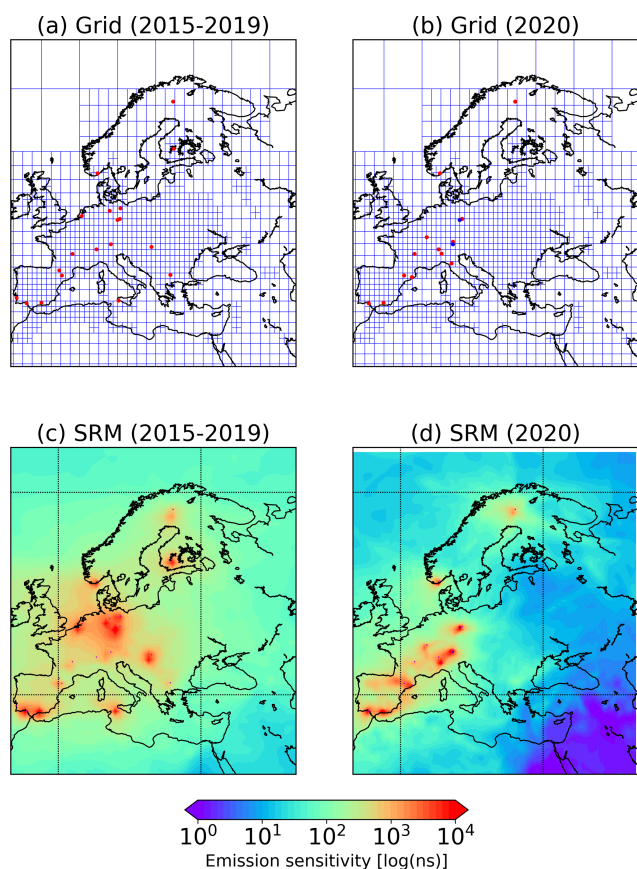 (a) Grid (2015-2019)
(b) Grid (2020)
(c) SRM (2015-2019)
(d) SRM (2020)
10⁰ 10¹ 10² 10³ 10⁴
Emission sensitivity [log(ns)]